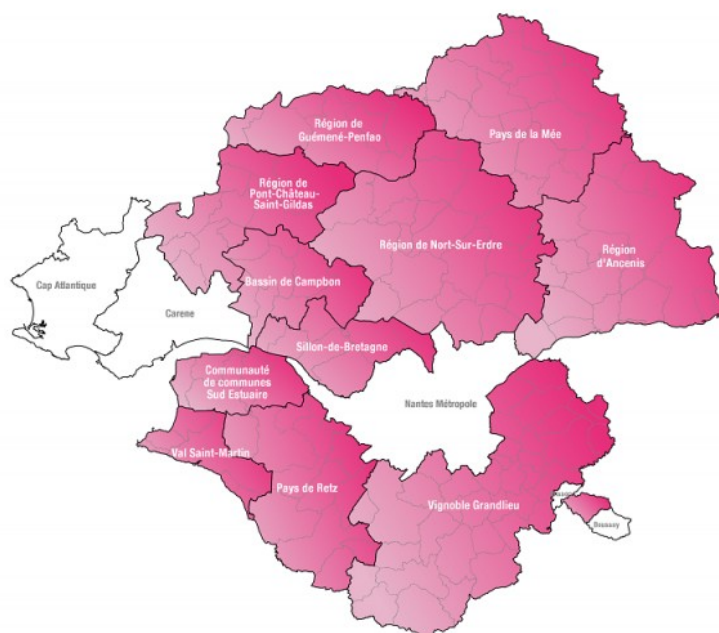 Région de
Guémené-Penfao
Pays de la Mée
Région de
Pont-Château-
Saint-Gildas
Région de Nort-Sur-Erdre
Région
d'Ancenis
Cap Atlantique
Bassin de Campbon
Carene
Sillon-de-Bretagne
Communauté
de communes
Sud Estuaire
Nantes Métropole
Val Saint-Martin
Pays de Retz
Vignoble Grandlieu
Boussay